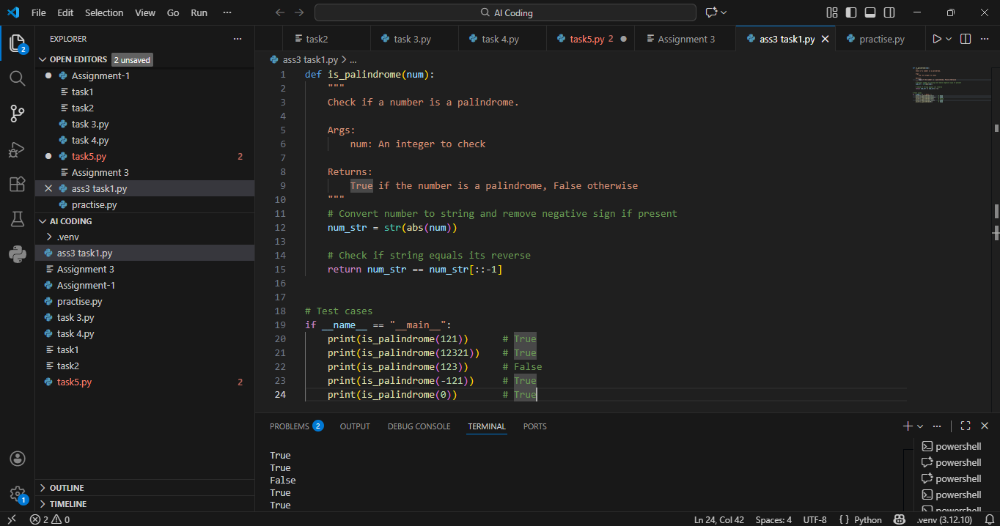 File Edit Selection View Go Run ···
AI Coding
EXPLORER ···
OPEN EDITORS 2 unsaved
Assignment-1
task1
task2
task 3.py
task 4.py
task5.py 2
Assignment 3
ass3 task1.py
practise.py
AI CODING
.venv
ass3 task1.py
Assignment 3
Assignment-1
practise.py
task 3.py
task 4.py
task1
task2
task5.py 2
OUTLINE
TIMELINE
2
1
task2 task 3.py task 4.py task5.py 2 Assignment 3 ass3 task1.py practise.py ···
ass3 task1.py > ...
1 def is_palindrome(num):
2     """
3     Check if a number is a palindrome.
4
5     Args:
6         num: An integer to check
7
8     Returns:
9         True if the number is a palindrome, False otherwise
10     """
11     # Convert number to string and remove negative sign if present
12     num_str = str(abs(num))
13
14     # Check if string equals its reverse
15     return num_str == num_str[::-1]
16
17
18 # Test cases
19 if __name__ == "__main__":
20     print(is_palindrome(121))      # True
21     print(is_palindrome(12321))    # True
22     print(is_palindrome(123))      # False
23     print(is_palindrome(-121))     # True
24     print(is_palindrome(0))        # True
PROBLEMS 2 OUTPUT DEBUG CONSOLE TERMINAL PORTS ···
True
True
False
True
True
powershell
powershell
powershell
powershell
powershell
2 0 Ln 24, Col 42 Spaces: 4 UTF-8 { } Python .venv (3.12.10)